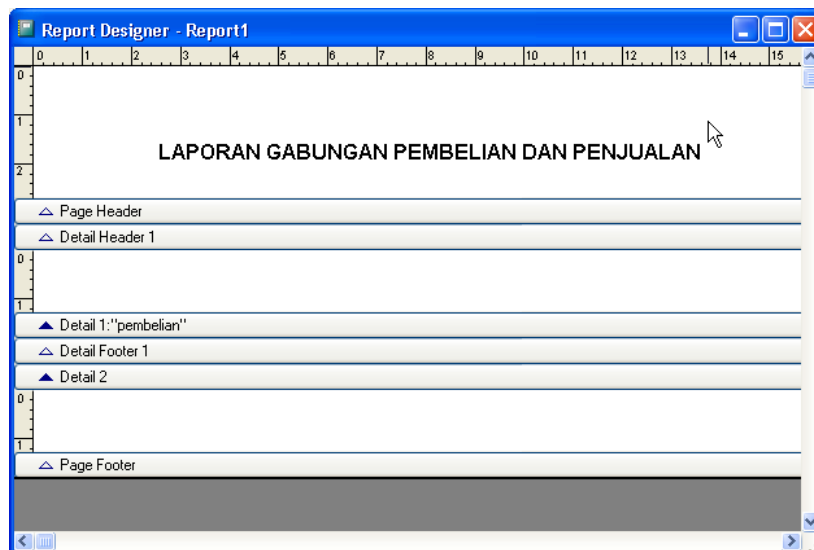 Report Designer - Report1
0 1 2 3 4 5 6 7 8 9 10 11 12 13 14 15
0
1
LAPORAN GABUNGAN PEMBELIAN DAN PENJUALAN
2
Page Header
Detail Header 1
0
1
Detail 1:"pembelian"
Detail Footer 1
Detail 2
0
1
Page Footer